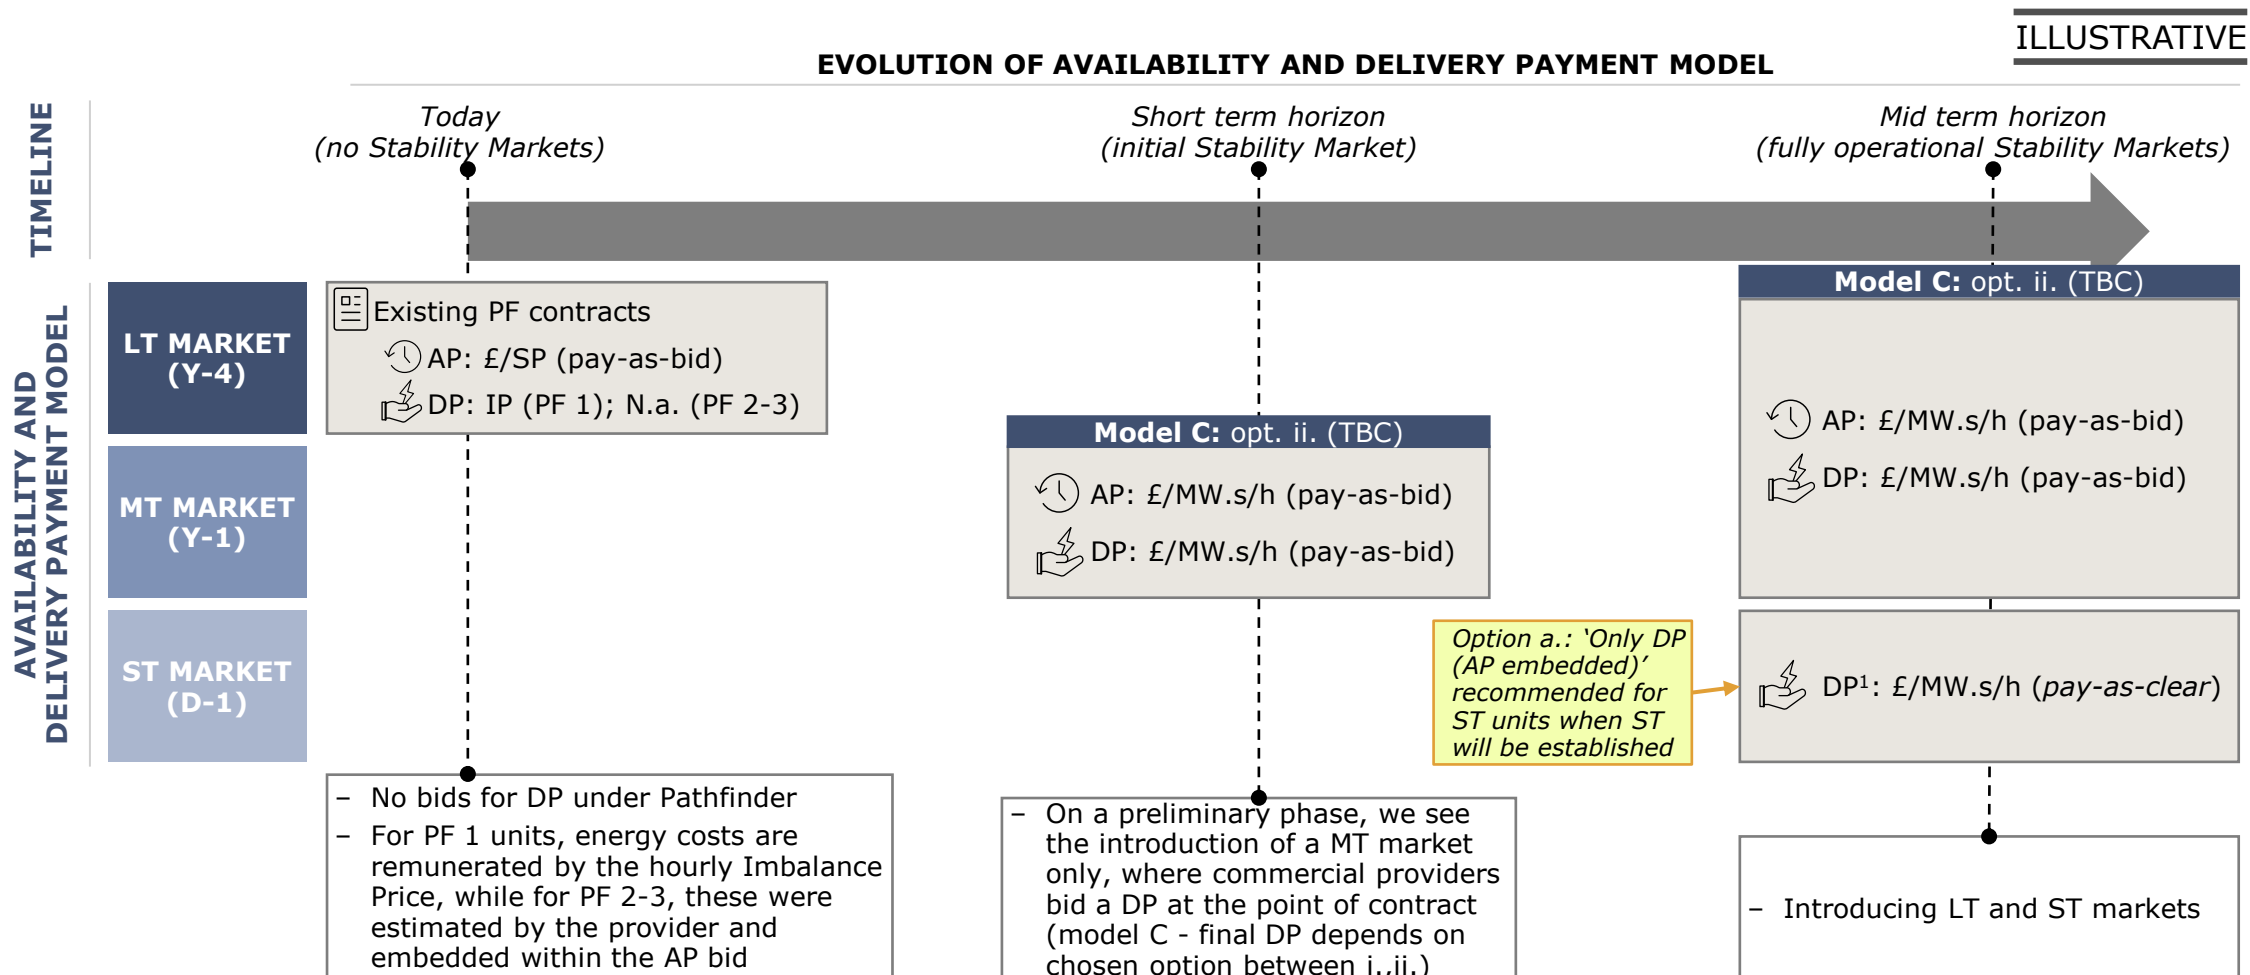 ILLUSTRATIVE
EVOLUTION OF AVAILABILITY AND DELIVERY PAYMENT MODEL
TIMELINE
Today
(no Stability Markets)
Short term horizon
(initial Stability Market)
Mid term horizon
(fully operational Stability Markets)
AVAILABILITY AND
DELIVERY PAYMENT MODEL
LT MARKET
(Y-4)
MT MARKET
(Y-1)
ST MARKET
(D-1)
Existing PF contracts
AP: £/SP (pay-as-bid)
DP: IP (PF 1); N.a. (PF 2-3)
Model C: opt. ii. (TBC)
AP: £/MW.s/h (pay-as-bid)
DP: £/MW.s/h (pay-as-bid)
Model C: opt. ii. (TBC)
AP: £/MW.s/h (pay-as-bid)
DP: £/MW.s/h (pay-as-bid)
Option a.: ‘Only DP
(AP embedded)’
recommended for
ST units when ST
will be established
DP¹: £/MW.s/h (pay-as-clear)
– No bids for DP under Pathfinder
– For PF 1 units, energy costs are
remunerated by the hourly Imbalance
Price, while for PF 2-3, these were
estimated by the provider and
embedded within the AP bid
– On a preliminary phase, we see
the introduction of a MT market
only, where commercial providers
bid a DP at the point of contract
(model C - final DP depends on
chosen option between i.,ii.)
– Introducing LT and ST markets